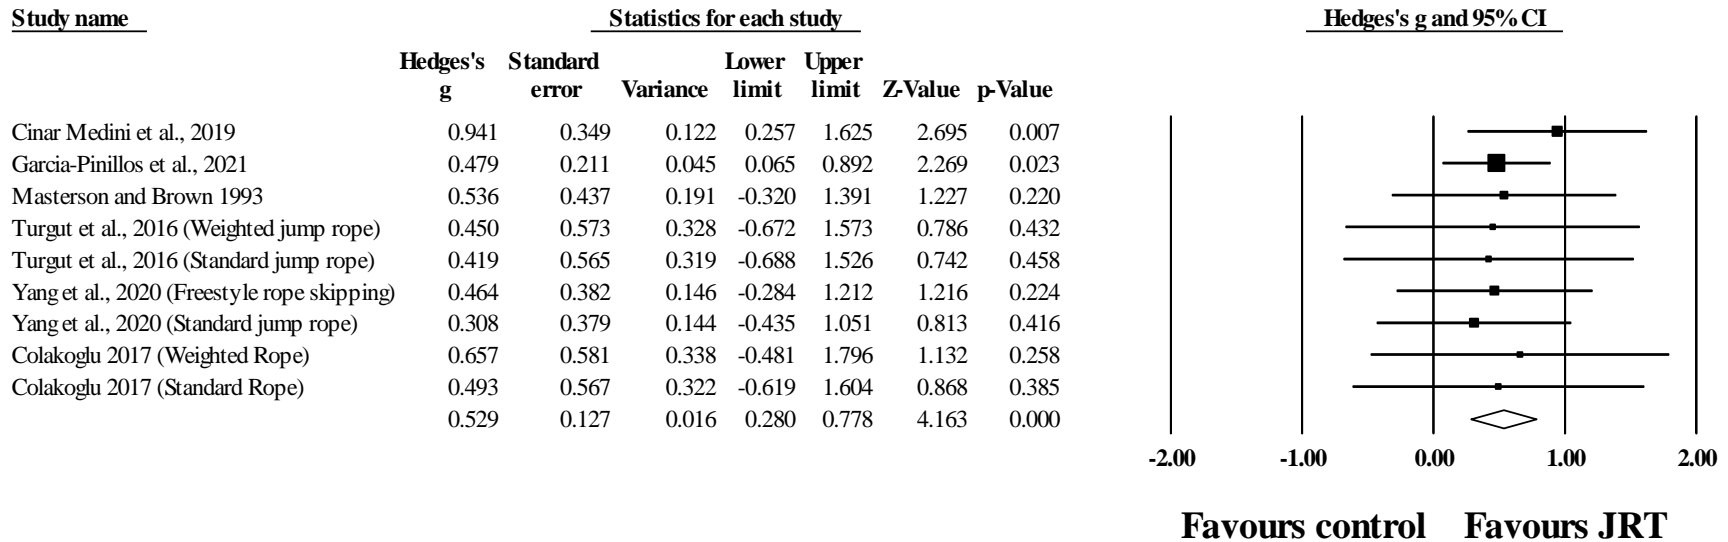 Study name Statistics for each study Hedges's g and 95% CI
Hedges's Standard Lower Upper
g error Variance limit limit Z-Value p-Value
Cinar Medini et al., 2019 0.941 0.349 0.122 0.257 1.625 2.695 0.007
Garcia-Pinillos et al., 2021 0.479 0.211 0.045 0.065 0.892 2.269 0.023
Masterson and Brown 1993 0.536 0.437 0.191 -0.320 1.391 1.227 0.220
Turgut et al., 2016 (Weighted jump rope) 0.450 0.573 0.328 -0.672 1.573 0.786 0.432
Turgut et al., 2016 (Standard jump rope) 0.419 0.565 0.319 -0.688 1.526 0.742 0.458
Yang et al., 2020 (Freestyle rope skipping) 0.464 0.382 0.146 -0.284 1.212 1.216 0.224
Yang et al., 2020 (Standard jump rope) 0.308 0.379 0.144 -0.435 1.051 0.813 0.416
Colakoglu 2017 (Weighted Rope) 0.657 0.581 0.338 -0.481 1.796 1.132 0.258
Colakoglu 2017 (Standard Rope) 0.493 0.567 0.322 -0.619 1.604 0.868 0.385
0.529 0.127 0.016 0.280 0.778 4.163 0.000
-2.00 -1.00 0.00 1.00 2.00
Favours control Favours JRT